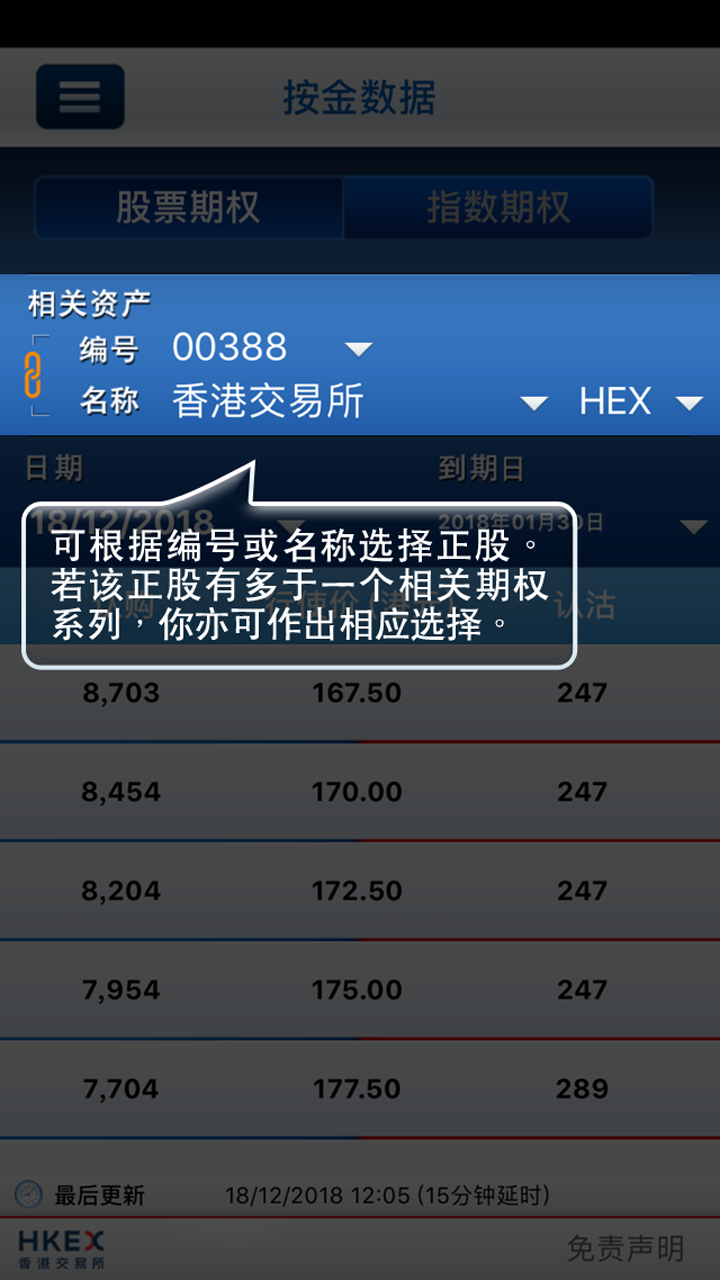 按金数据
股票期权 指数期权
相关资产
编号 00388
名称 香港交易所 HEX
日期 到期日
18/12/2018 2018年01月30日
可根据编号或名称选择正股。
若该正股有多于一个相关期权
系列，你亦可作出相应选择。
认购 行使价 认沽
8,703 167.50 247
8,454 170.00 247
8,204 172.50 247
7,954 175.00 247
7,704 177.50 289
最后更新 18/12/2018 12:05 (15分钟延时)
HKEX
香港交易所 免责声明